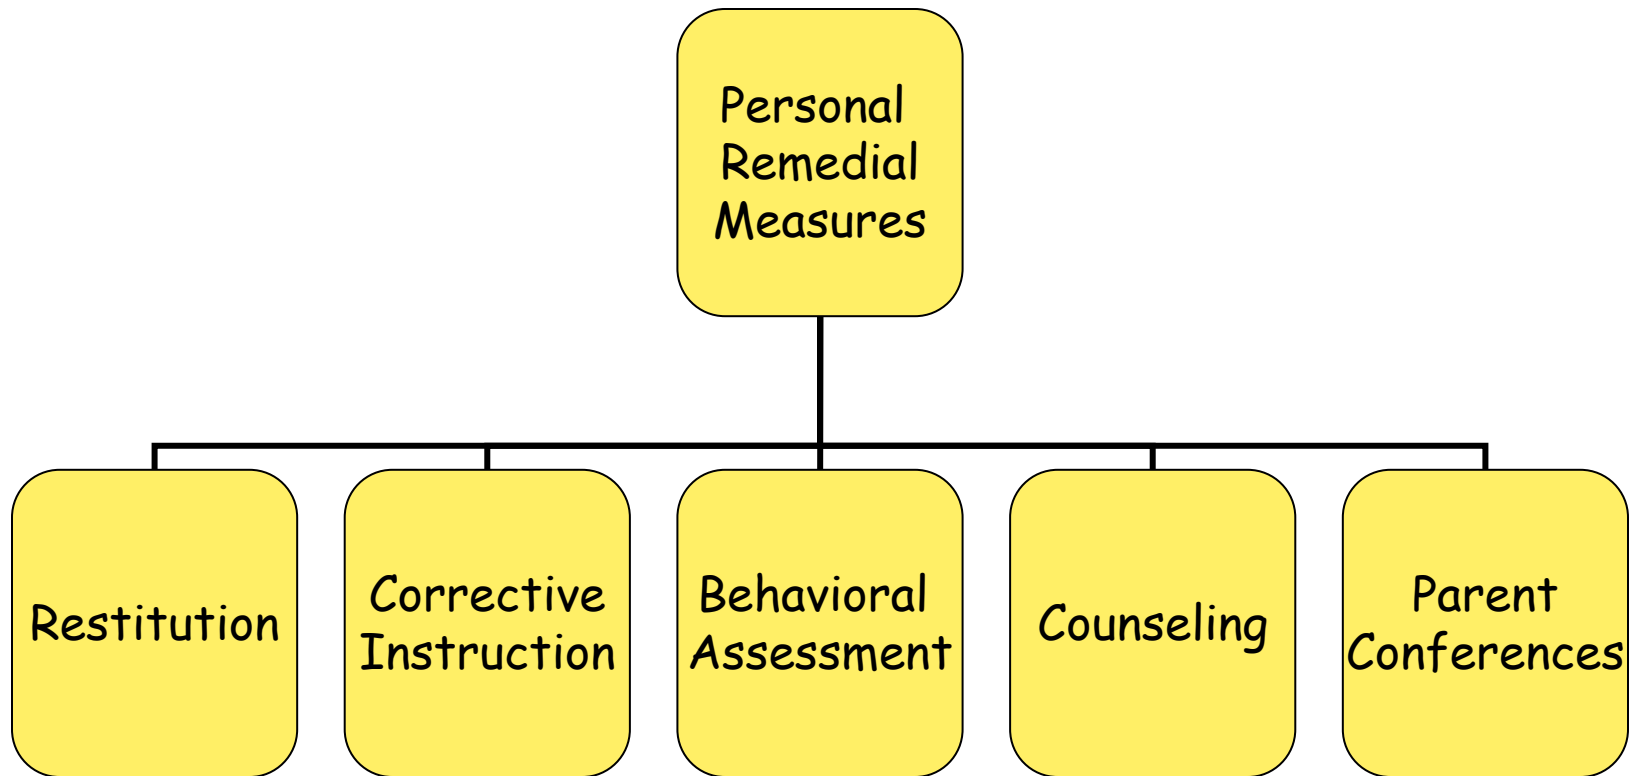 Personal
Remedial
Measures
Restitution
Corrective
Instruction
Behavioral
Assessment
Counseling
Parent
Conferences